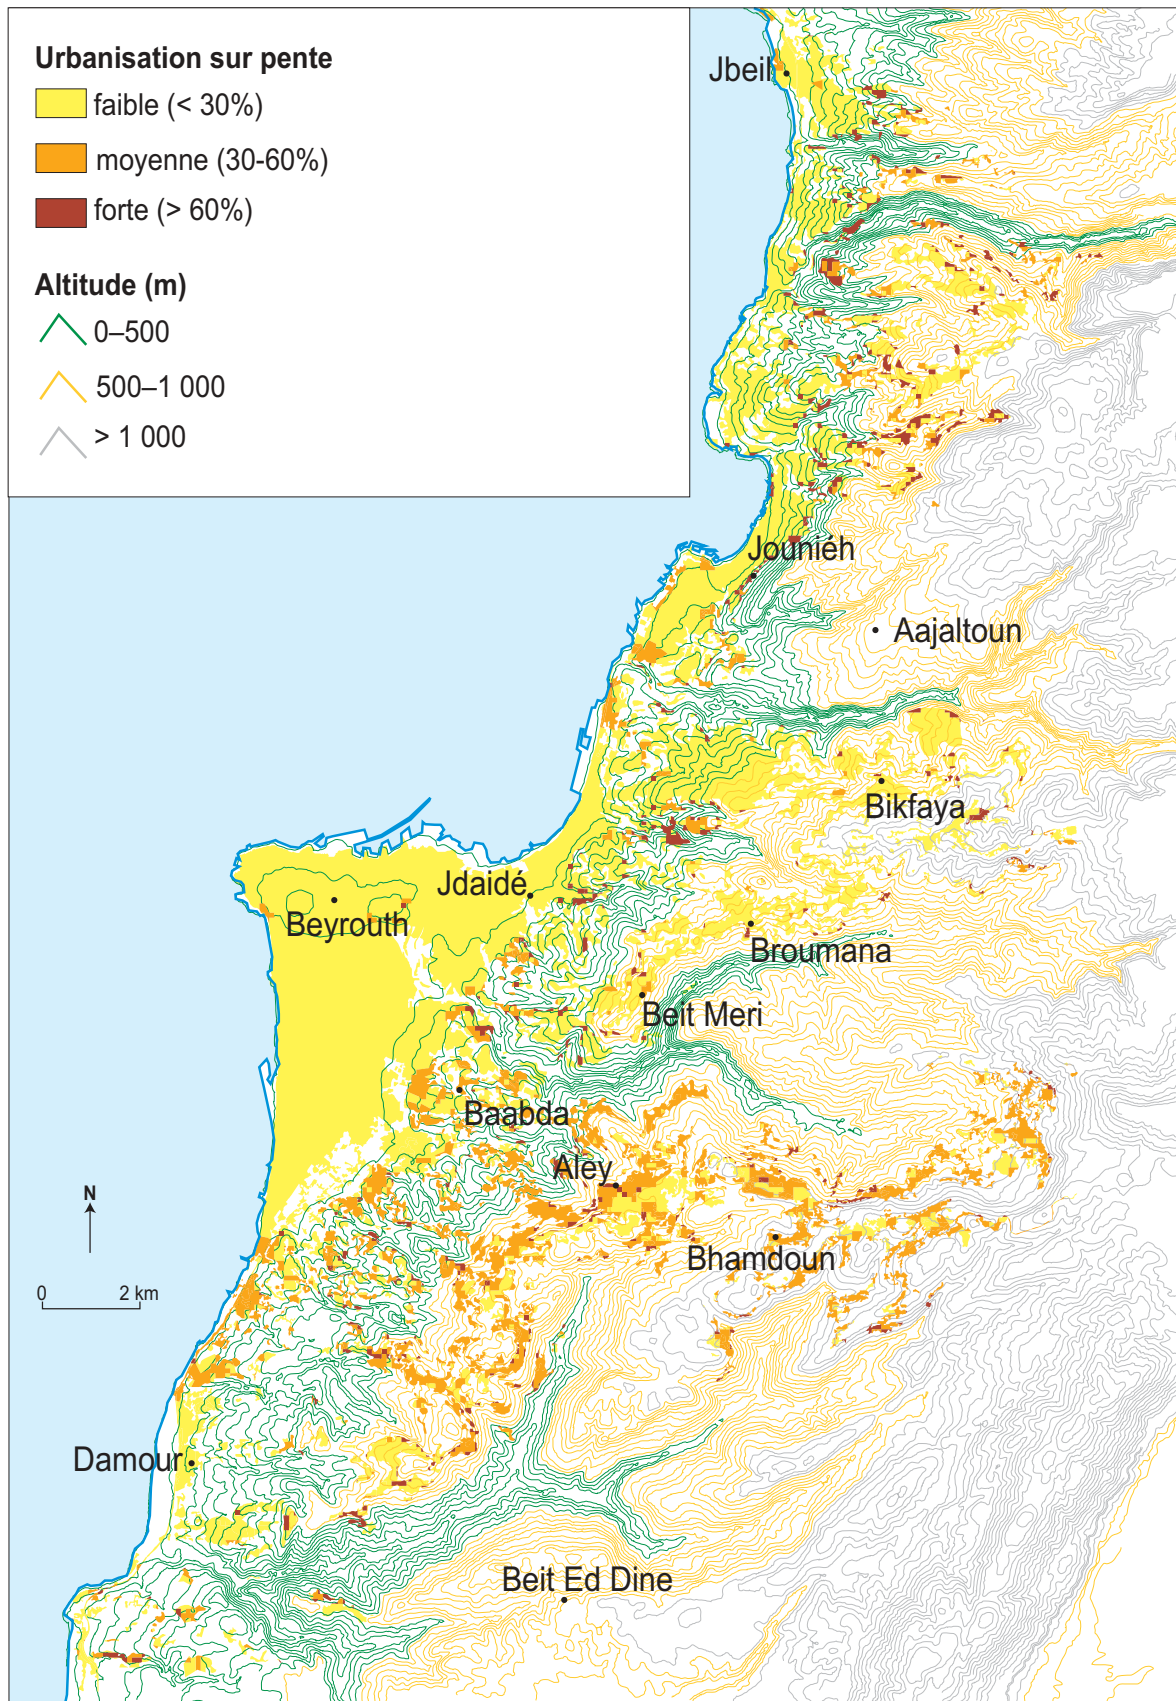 Urbanisation sur pente
faible (< 30%)
moyenne (30-60%)
forte (> 60%)
Altitude (m)
0–500
500–1 000
> 1 000
Jbeil
Jouniéh
Aajaltoun
Bikfaya
Jdaidé
Beyrouth
Broumana
Beit Meri
Baabda
Aley
N
Bhamdoun
0 2 km
Damour
Beit Ed Dine